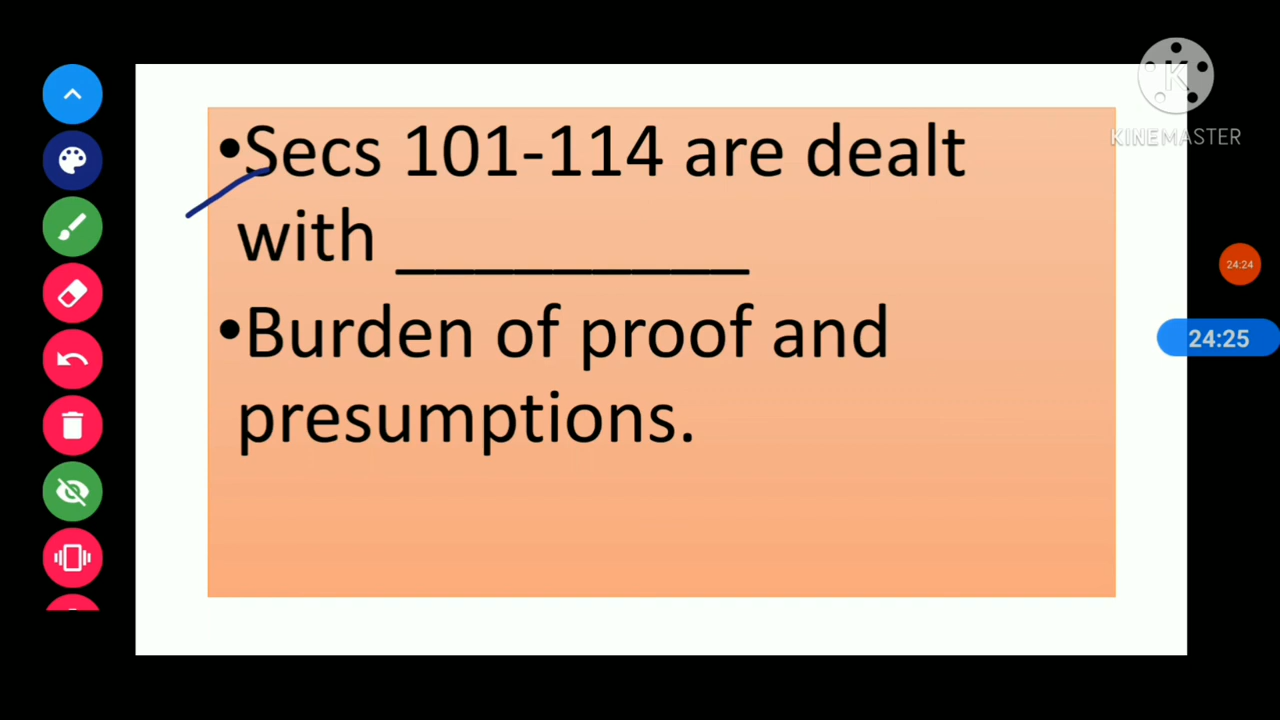 KINEMASTER
•Secs 101-114 are dealt
with __________
•Burden of proof and
presumptions.
24:24
24:25